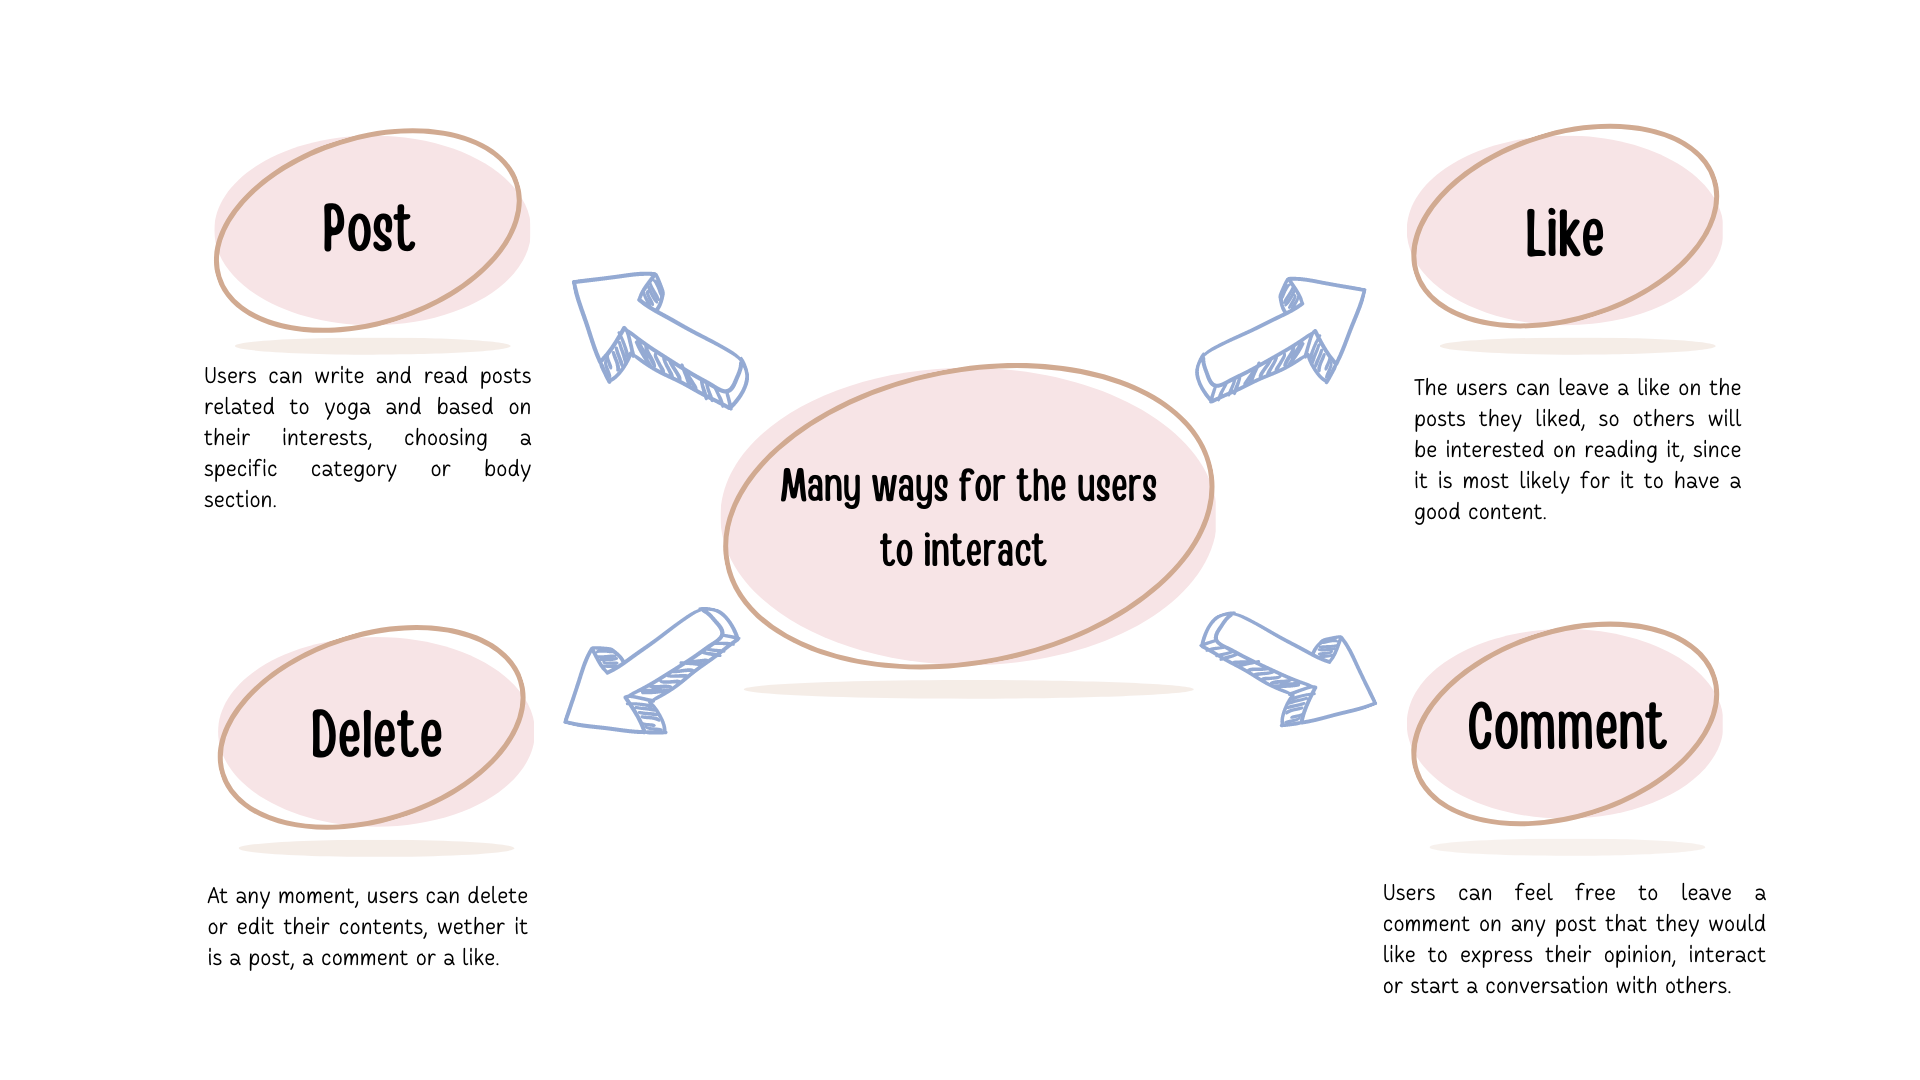 Post
Users can write and read posts
related to yoga and based on
their interests, choosing a
specific category or body
section.
Like
The users can leave a like on the
posts they liked, so others will
be interested on reading it, since
it is most likely for it to have a
good content.
Many ways for the users
to interact
Delete
At any moment, users can delete
or edit their contents, wether it
is a post, a comment or a like.
Comment
Users can feel free to leave a
comment on any post that they would
like to express their opinion, interact
or start a conversation with others.